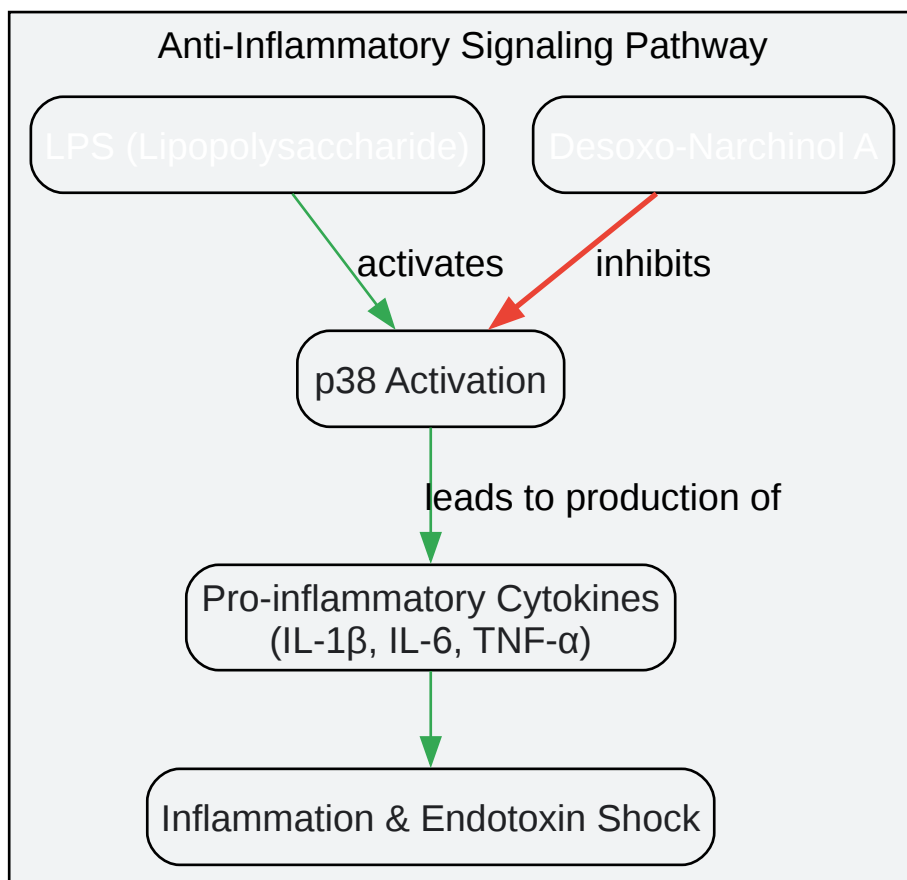 Anti-Inflammatory Signaling Pathway
LPS (Lipopolysaccharide)
Desoxo-Narchinol A
activates
inhibits
p38 Activation
leads to production of
Pro-inflammatory Cytokines
(IL-1β, IL-6, TNF-α)
Inflammation & Endotoxin Shock